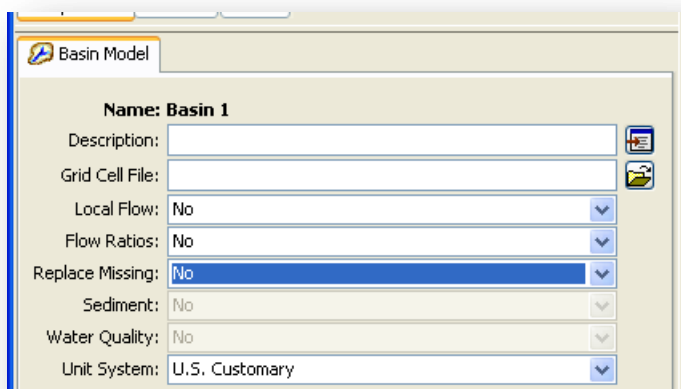 Basin Model
Name: Basin 1
Description:
Grid Cell File:
Local Flow: No
Flow Ratios: No
Replace Missing: No
Sediment: No
Water Quality: No
Unit System: U.S. Customary